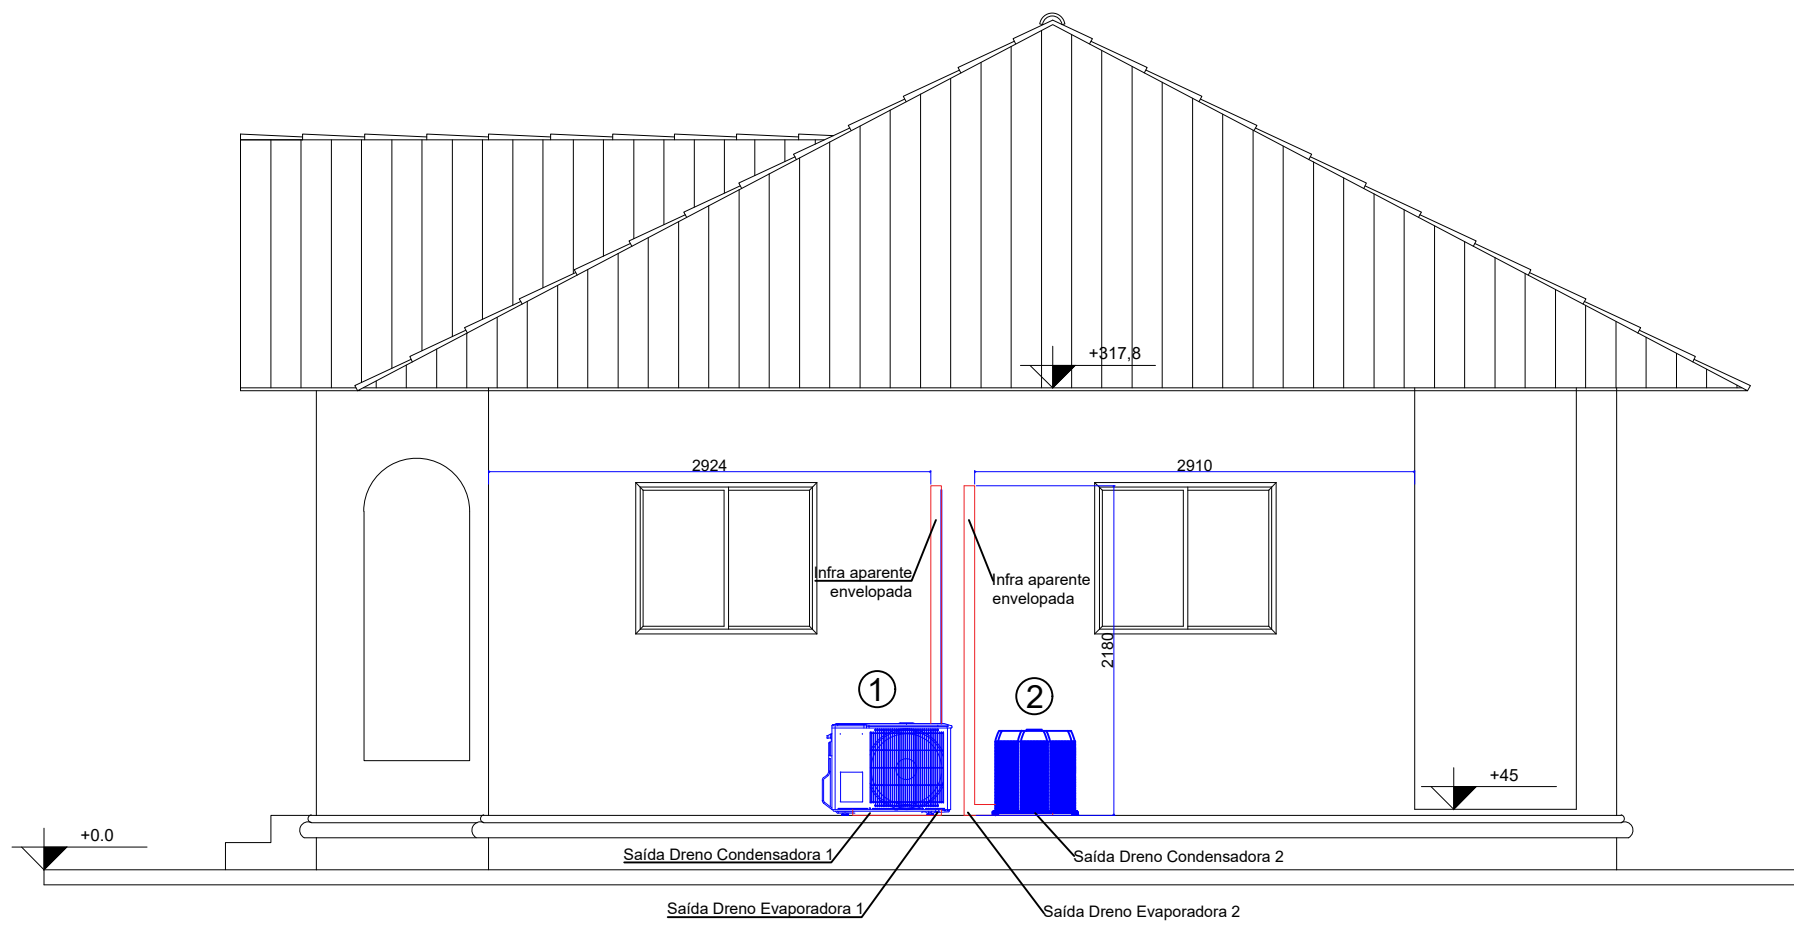 +317,8
2924
2910
Infra aparente
envelopada
Infra aparente
envelopada
2180
1
2
+45
+0.0
Saída Dreno Condensadora 1
Saída Dreno Condensadora 2
Saída Dreno Evaporadora 1
Saída Dreno Evaporadora 2